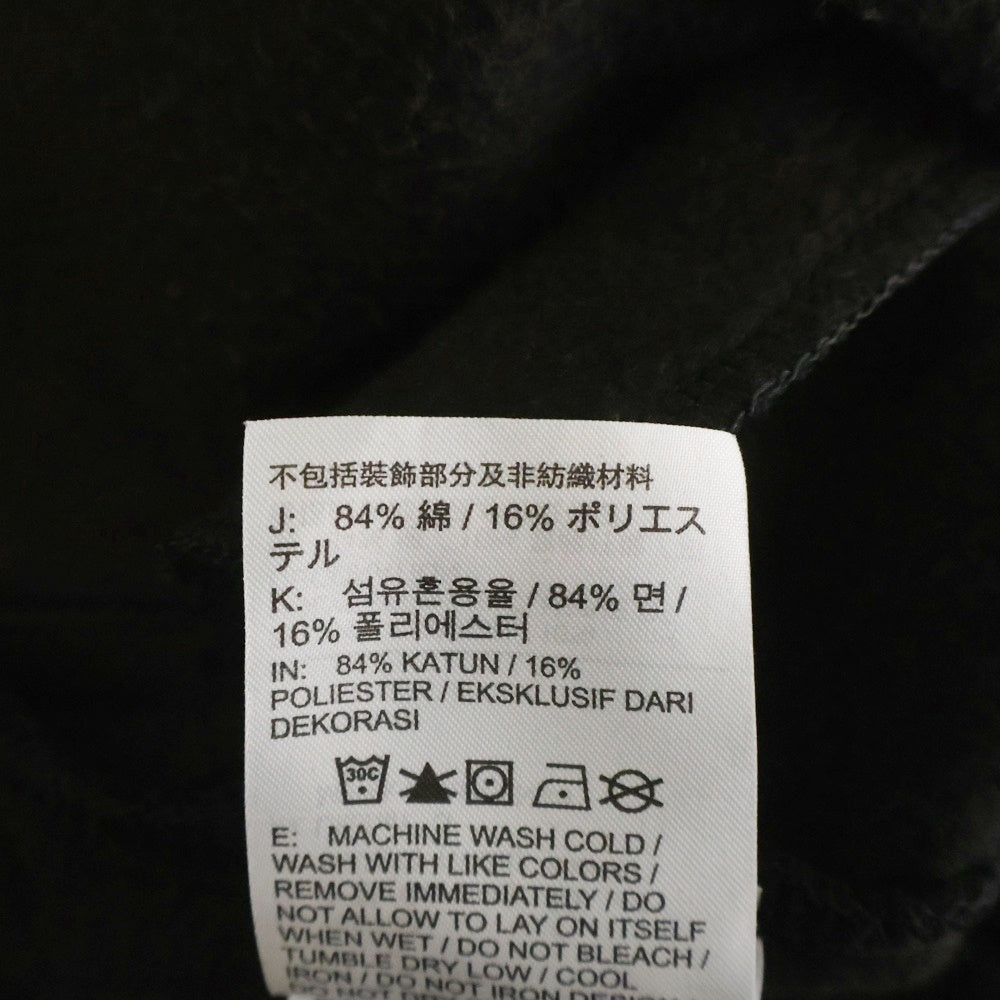 不包括裝飾部分及非紡織材料
J: 84% 綿 / 16% ポリエス
テル
K: 섬유혼용율 / 84% 면 /
16% 폴리에스터
IN: 84% KATUN / 16%
POLIESTER / EKSKLUSIF DARI
DEKORASI
30C
E: MACHINE WASH COLD /
WASH WITH LIKE COLORS /
REMOVE IMMEDIATELY / DO
NOT ALLOW TO LAY ON ITSELF
WHEN WET / DO NOT BLEACH /
TUMBLE DRY LOW / COOL
IRON / DO NOT IRON DESIGN /
DO NOT